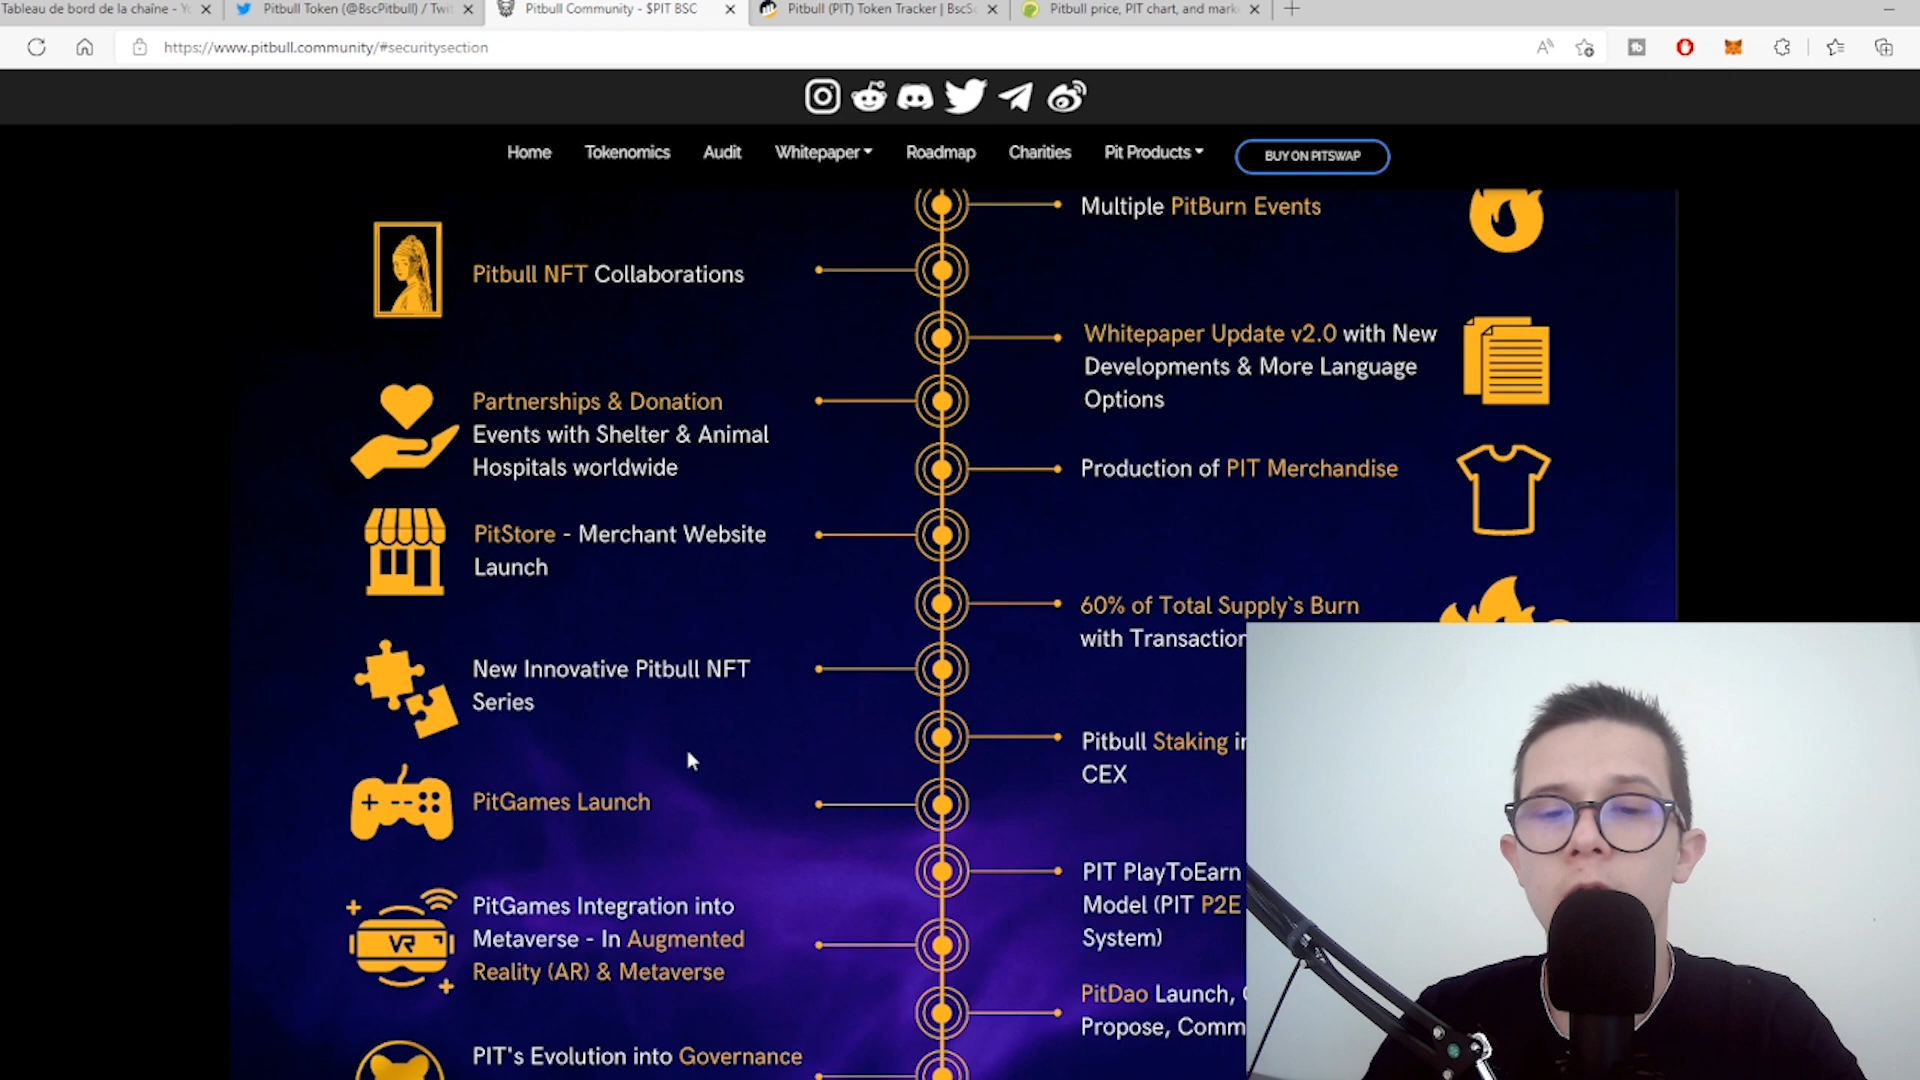 Tableau de bord de la chaîne - Y
Pitbull Token (@BscPitbull) / Twit
Pitbull Community - $PIT BSC
Pitbull (PIT) Token Tracker | BscS
Pitbull price, PIT chart, and mark
https://www.pitbull.community/#securitysection
Home
Tokenomics
Audit
Whitepaper
Roadmap
Charities
Pit Products
BUY ON PITSWAP
Multiple PitBurn Events
Pitbull NFT Collaborations
Whitepaper Update v2.0 with New
Developments & More Language
Options
Partnerships & Donation
Events with Shelter & Animal
Hospitals worldwide
Production of PIT Merchandise
PitStore - Merchant Website
Launch
60% of Total Supply`s Burn
with Transaction
New Innovative Pitbull NFT
Series
Pitbull Staking in
CEX
PitGames Launch
PIT PlayToEarn
Model (PIT P2E
System)
VR
PitGames Integration into
Metaverse - In Augmented
Reality (AR) & Metaverse
PitDao Launch,
Propose, Comm
PIT's Evolution into Governance